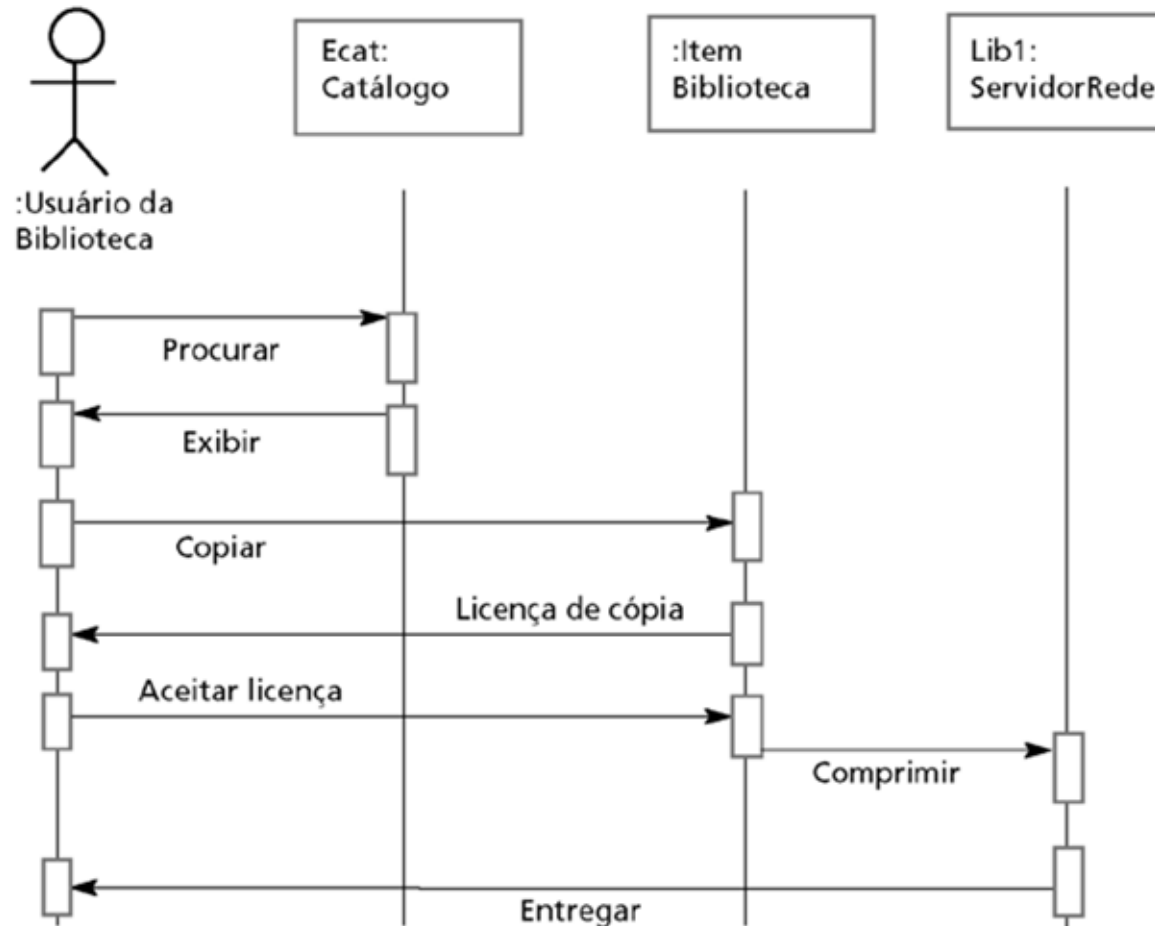 Ecat:
Catálogo
:Item
Biblioteca
Lib1:
ServidorRede
:Usuário da
Biblioteca
Procurar
Exibir
Copiar
Licença de cópia
Aceitar licença
Comprimir
Entregar